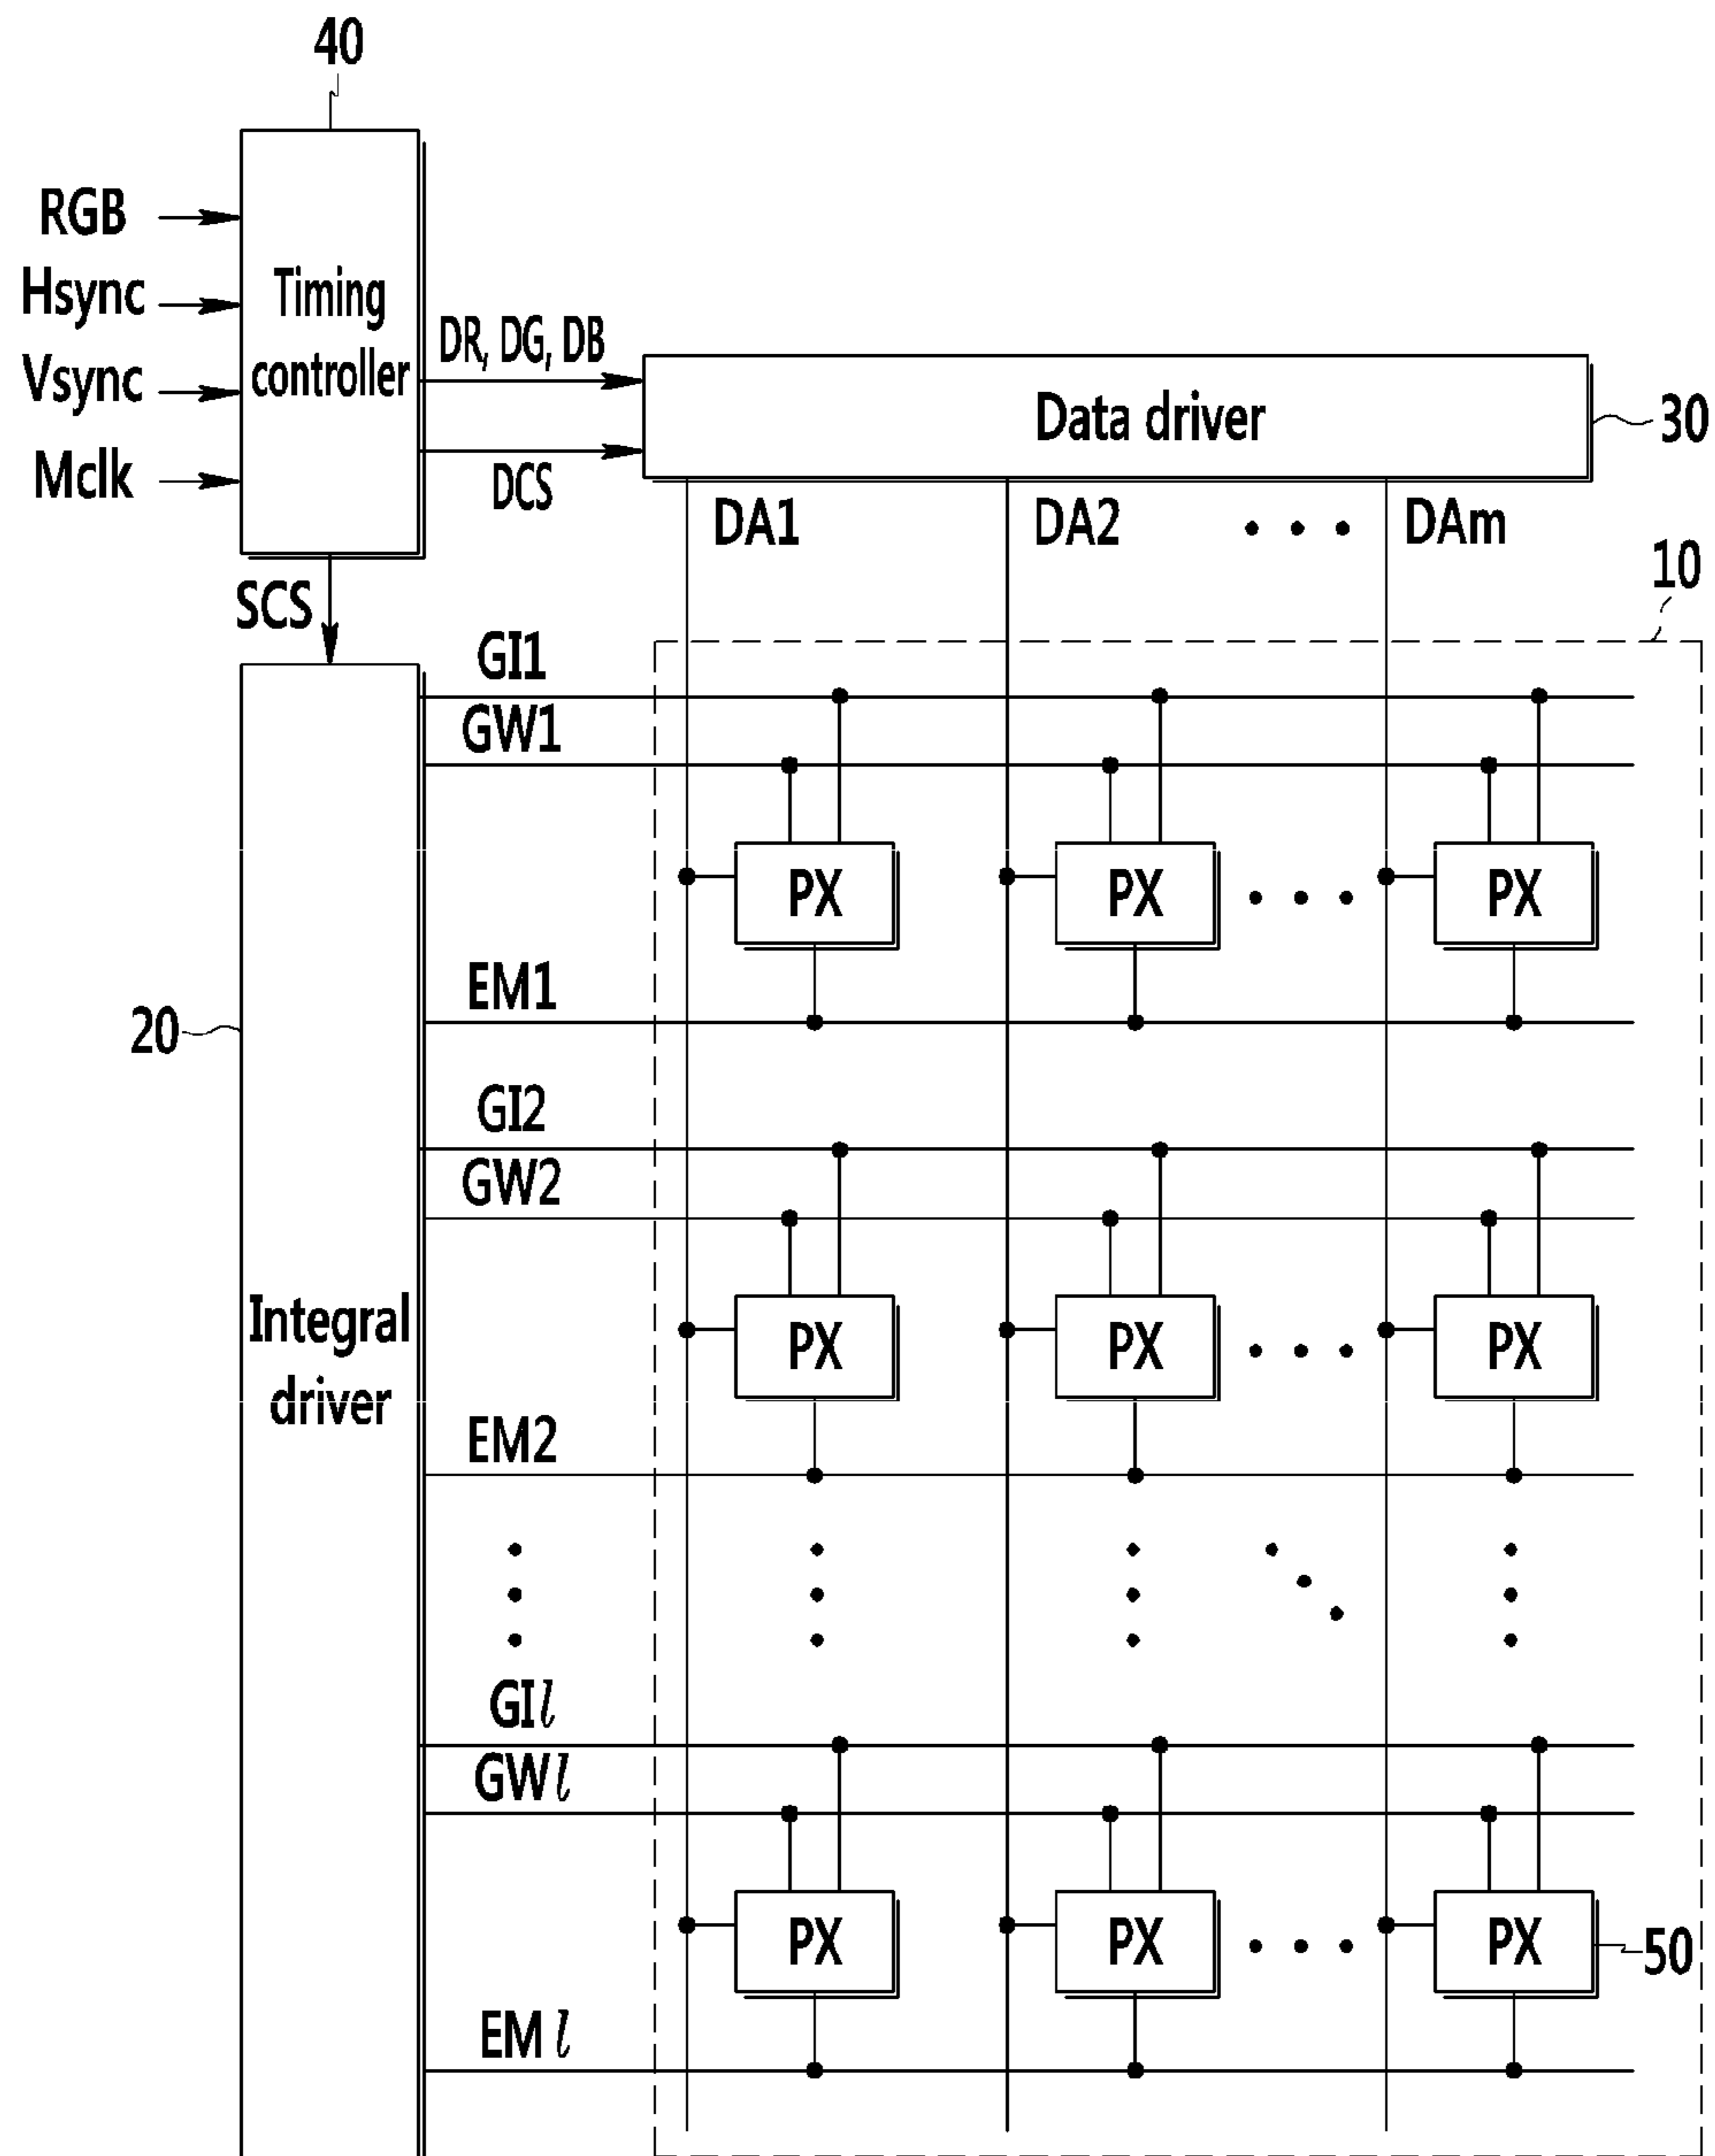 40
RGB
Hsync
Vsync
Mclk
Timing
controller
DR, DG, DB
DCS
Data driver
30
DA1
DA2
DAm
10
SCS
GI1
GW1
PX
PX
PX
EM1
20
GI2
GW2
PX
PX
PX
Integral
driver
EM2
GIl
GWl
PX
PX
PX
50
EMl